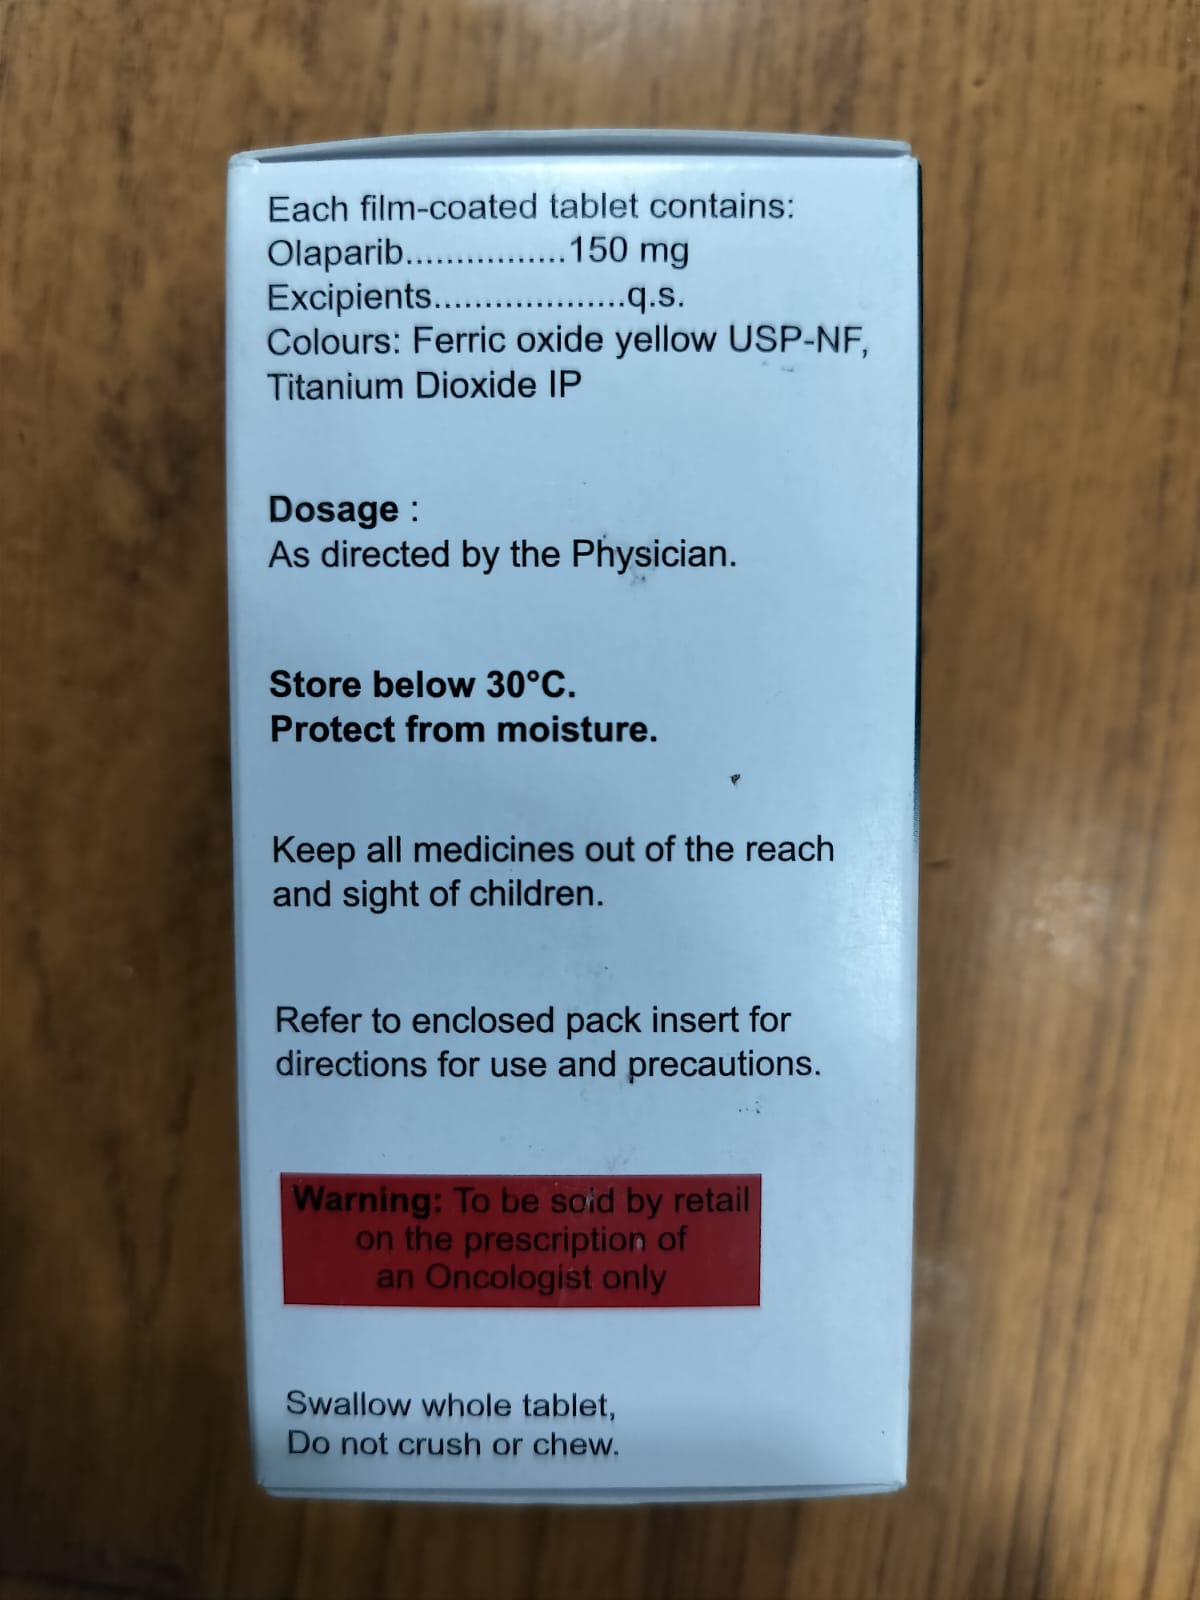 Each film-coated tablet contains:
Olaparib................150 mg
Excipients...................q.s.
Colours: Ferric oxide yellow USP-NF,
Titanium Dioxide IP
Dosage :
As directed by the Physician.
Store below 30°C.
Protect from moisture.
Keep all medicines out of the reach
and sight of children.
Refer to enclosed pack insert for
directions for use and precautions.
Warning: To be sold by retail
on the prescription of
an Oncologist only
Swallow whole tablet,
Do not crush or chew.